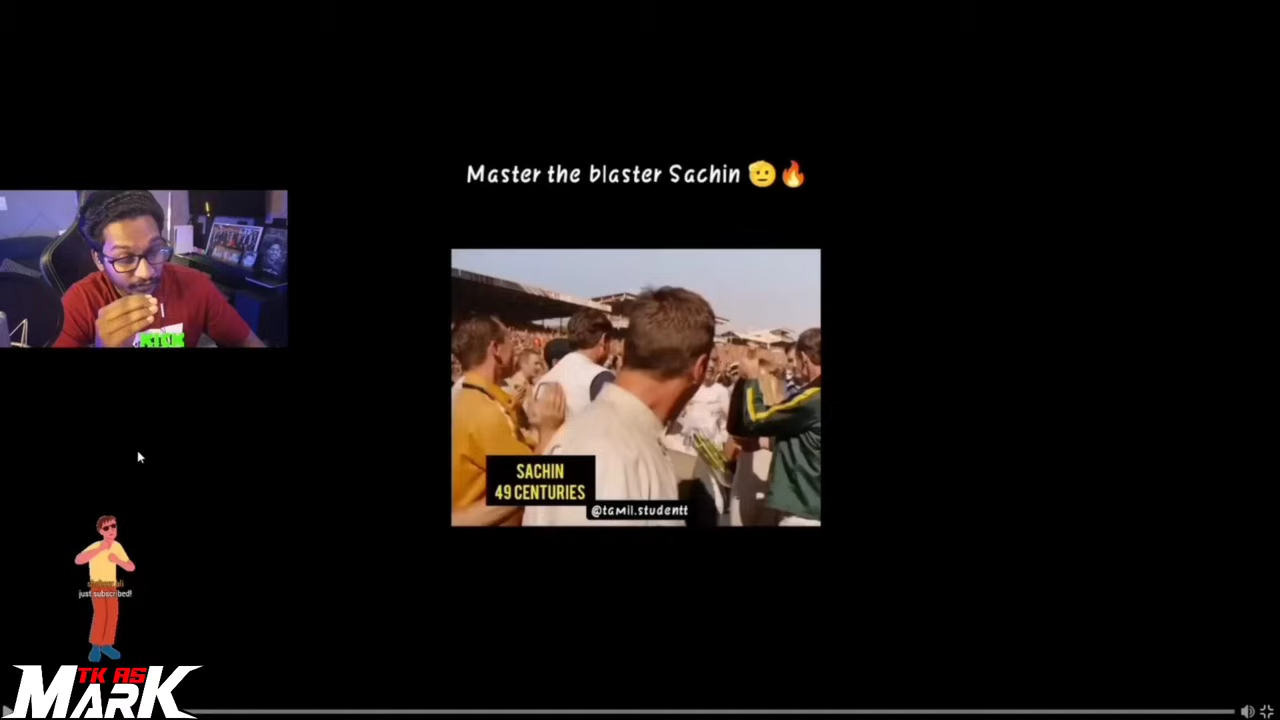 Master the blaster Sachin 🫡🔥
SACHIN
49 CENTURIES
@tamil.studentt
just subscribed!
TK AS
MARK